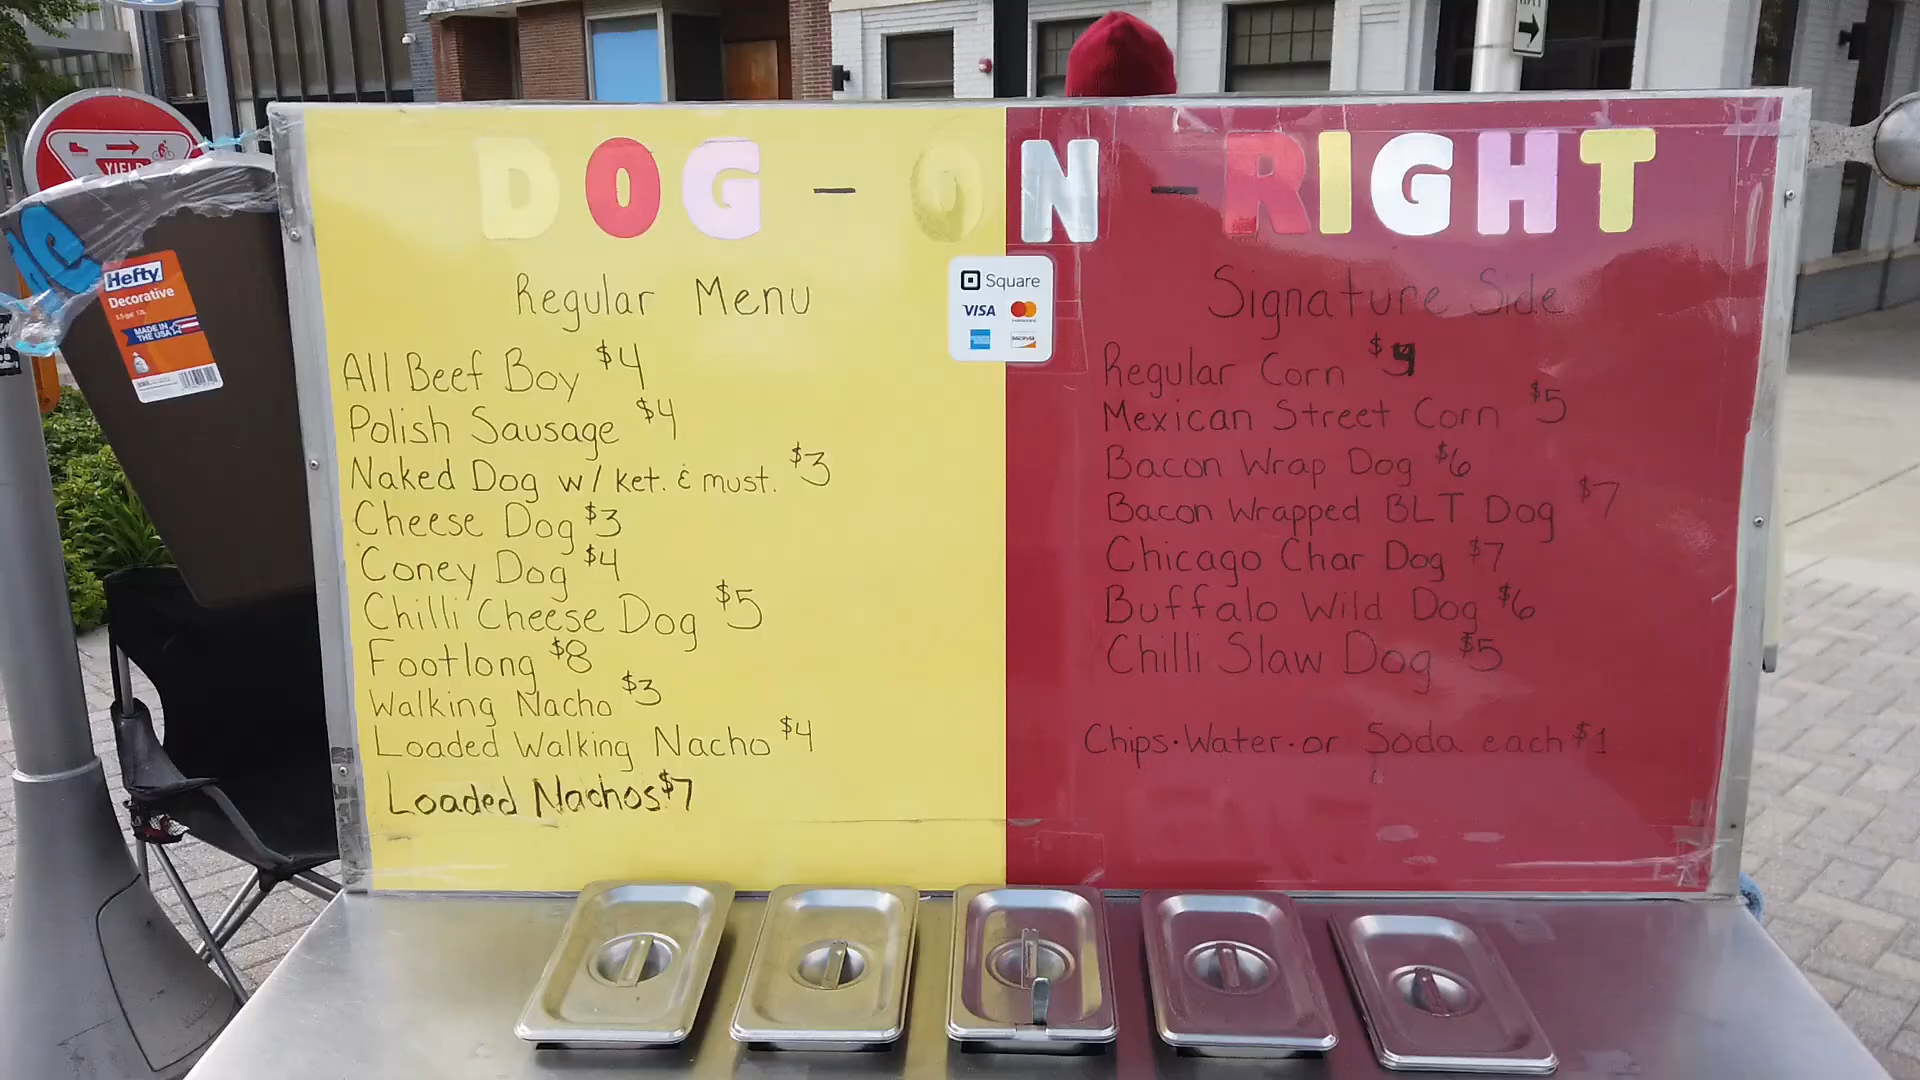 DOG - ON - RIGHT
Regular Menu
All Beef Boy $4
Polish Sausage $4
Naked Dog w/ ket. & must. $3
Cheese Dog $3
Coney Dog $4
Chilli Cheese Dog $5
Footlong $8
Walking Nacho $3
Loaded Walking Nacho $4
Loaded Nachos $7
Square
VISA
Signature Side
Regular Corn $4
Mexican Street Corn $5
Bacon Wrap Dog $6
Bacon Wrapped BLT Dog $7
Chicago Char Dog $7
Buffalo Wild Dog $6
Chilli Slaw Dog $5
Chips·Water·or Soda each $1
YIELD
Hefty
Decorative
MADE IN
THE USA